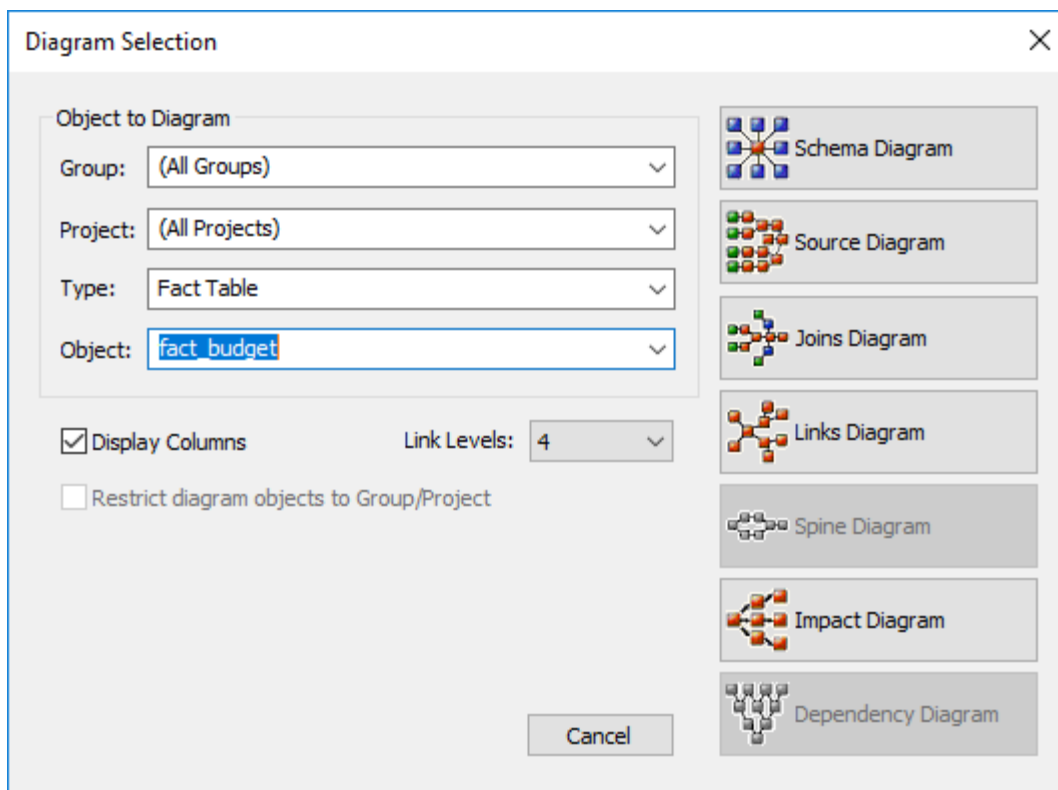 Diagram Selection
Object to Diagram
Group: (All Groups)
Project: (All Projects)
Type: Fact Table
Object: fact_budget
Display Columns
Link Levels: 4
Restrict diagram objects to Group/Project
Cancel
Schema Diagram
Source Diagram
Joins Diagram
Links Diagram
Spine Diagram
Impact Diagram
Dependency Diagram